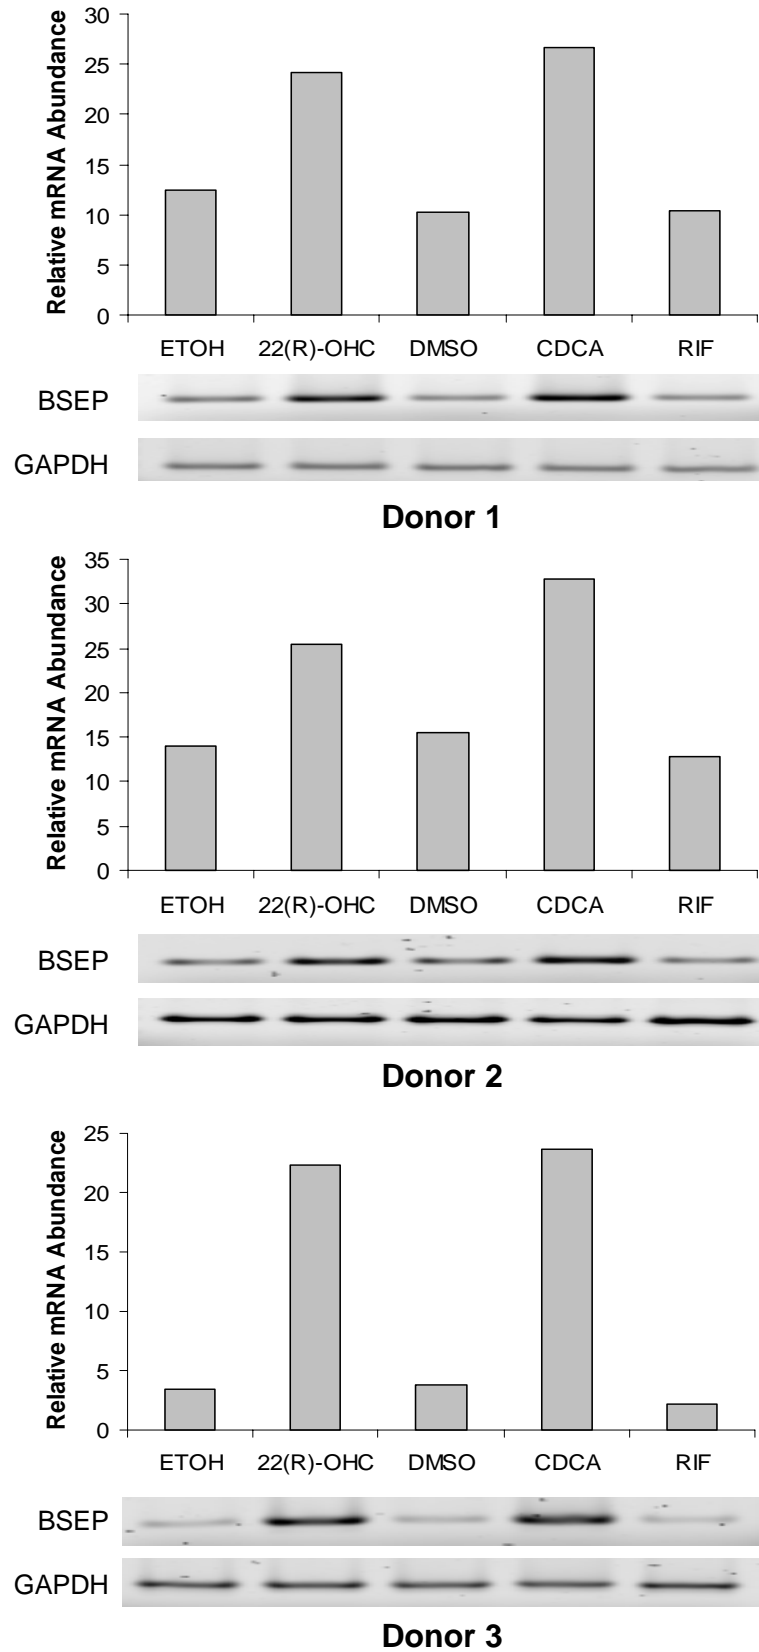 Relative mRNA Abundance
30
25
20
15
10
5
0
ETOH 22(R)-OHC DMSO CDCA RIF
BSEP
GAPDH
Donor 1
Relative mRNA Abundance
35
30
25
20
15
10
5
0
ETOH 22(R)-OHC DMSO CDCA RIF
BSEP
GAPDH
Donor 2
Relative mRNA Abundance
25
20
15
10
5
0
ETOH 22(R)-OHC DMSO CDCA RIF
BSEP
GAPDH
Donor 3